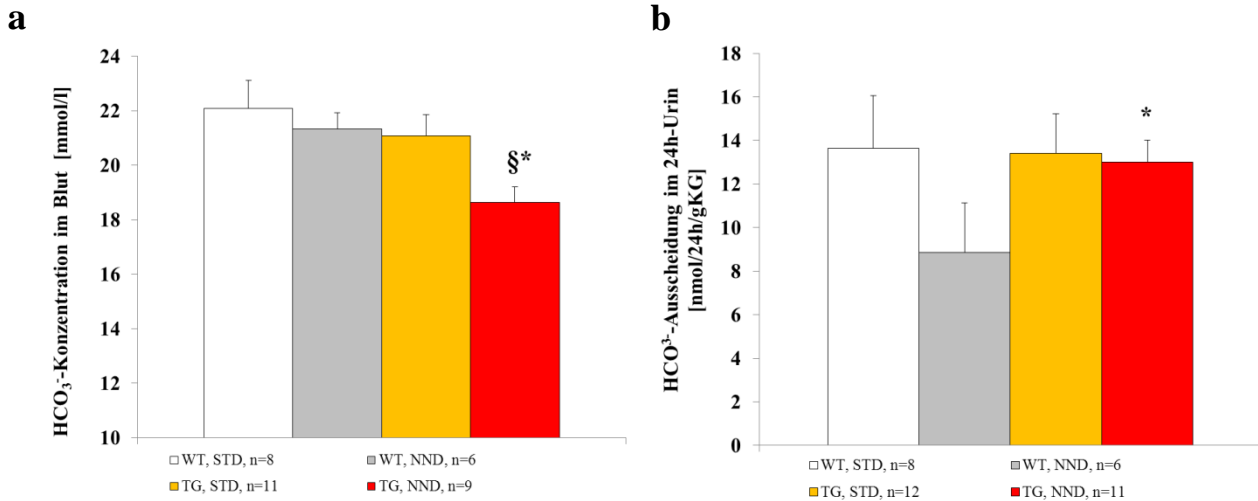 a
HCO₃⁻-Konzentration im Blut [mmol/l]
24
22
20
18
16
14
12
10
§*
WT, STD, n=8
WT, NND, n=6
TG, STD, n=11
TG, NND, n=9
b
HCO³⁻-Ausscheidung im 24h-Urin
[nmol/24h/gKG]
18
16
14
12
10
8
6
4
2
0
*
WT, STD, n=8
WT, NND, n=6
TG, STD, n=12
TG, NND, n=11